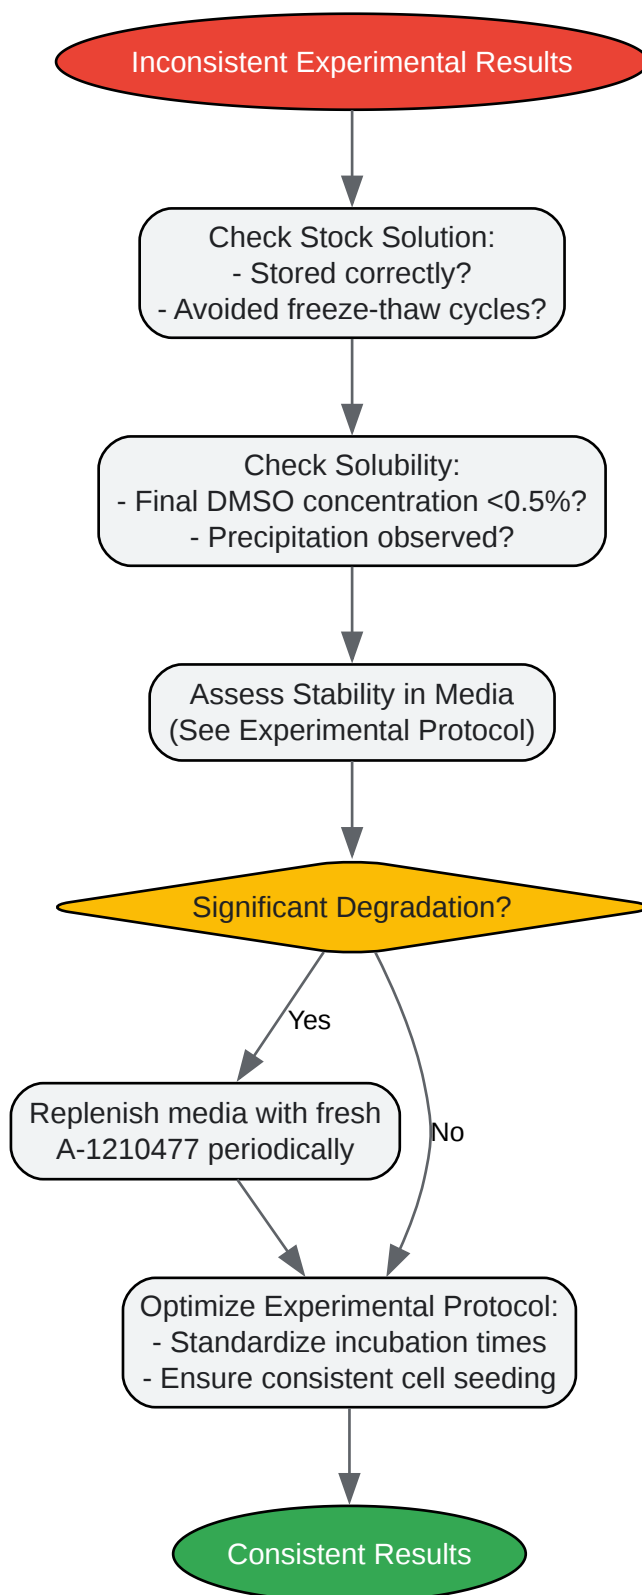 Inconsistent Experimental Results
Check Stock Solution:
- Stored correctly?
- Avoided freeze-thaw cycles?
Check Solubility:
- Final DMSO concentration <0.5%?
- Precipitation observed?
Assess Stability in Media
(See Experimental Protocol)
Significant Degradation?
Yes
Replenish media with fresh
A-1210477 periodically
No
Optimize Experimental Protocol:
- Standardize incubation times
- Ensure consistent cell seeding
Consistent Results